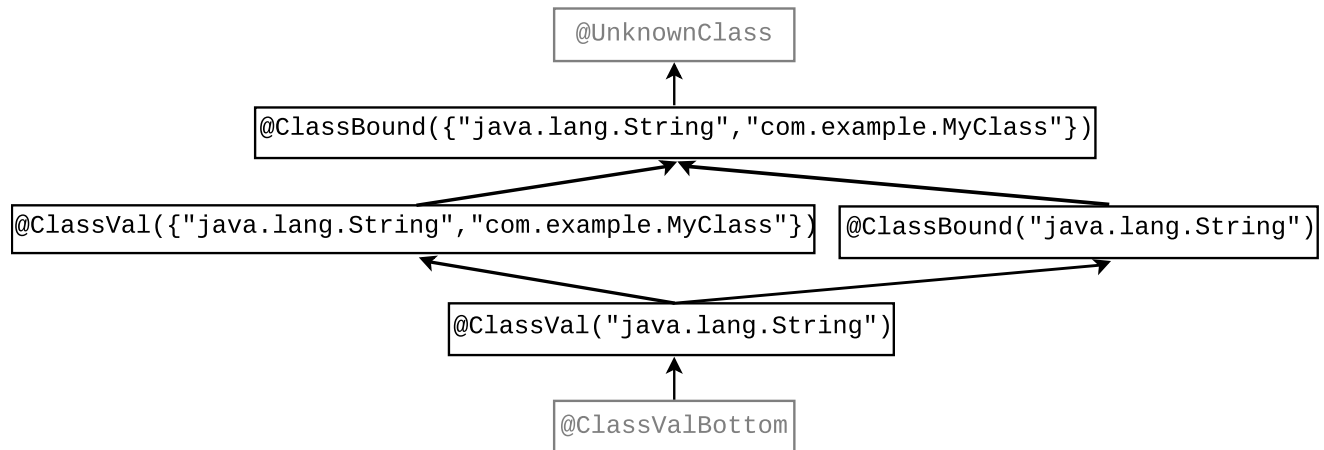 @UnknownClass
@ClassBound({"java.lang.String","com.example.MyClass"})
@ClassVal({"java.lang.String","com.example.MyClass"})
@ClassBound("java.lang.String")
@ClassVal("java.lang.String")
@ClassValBottom